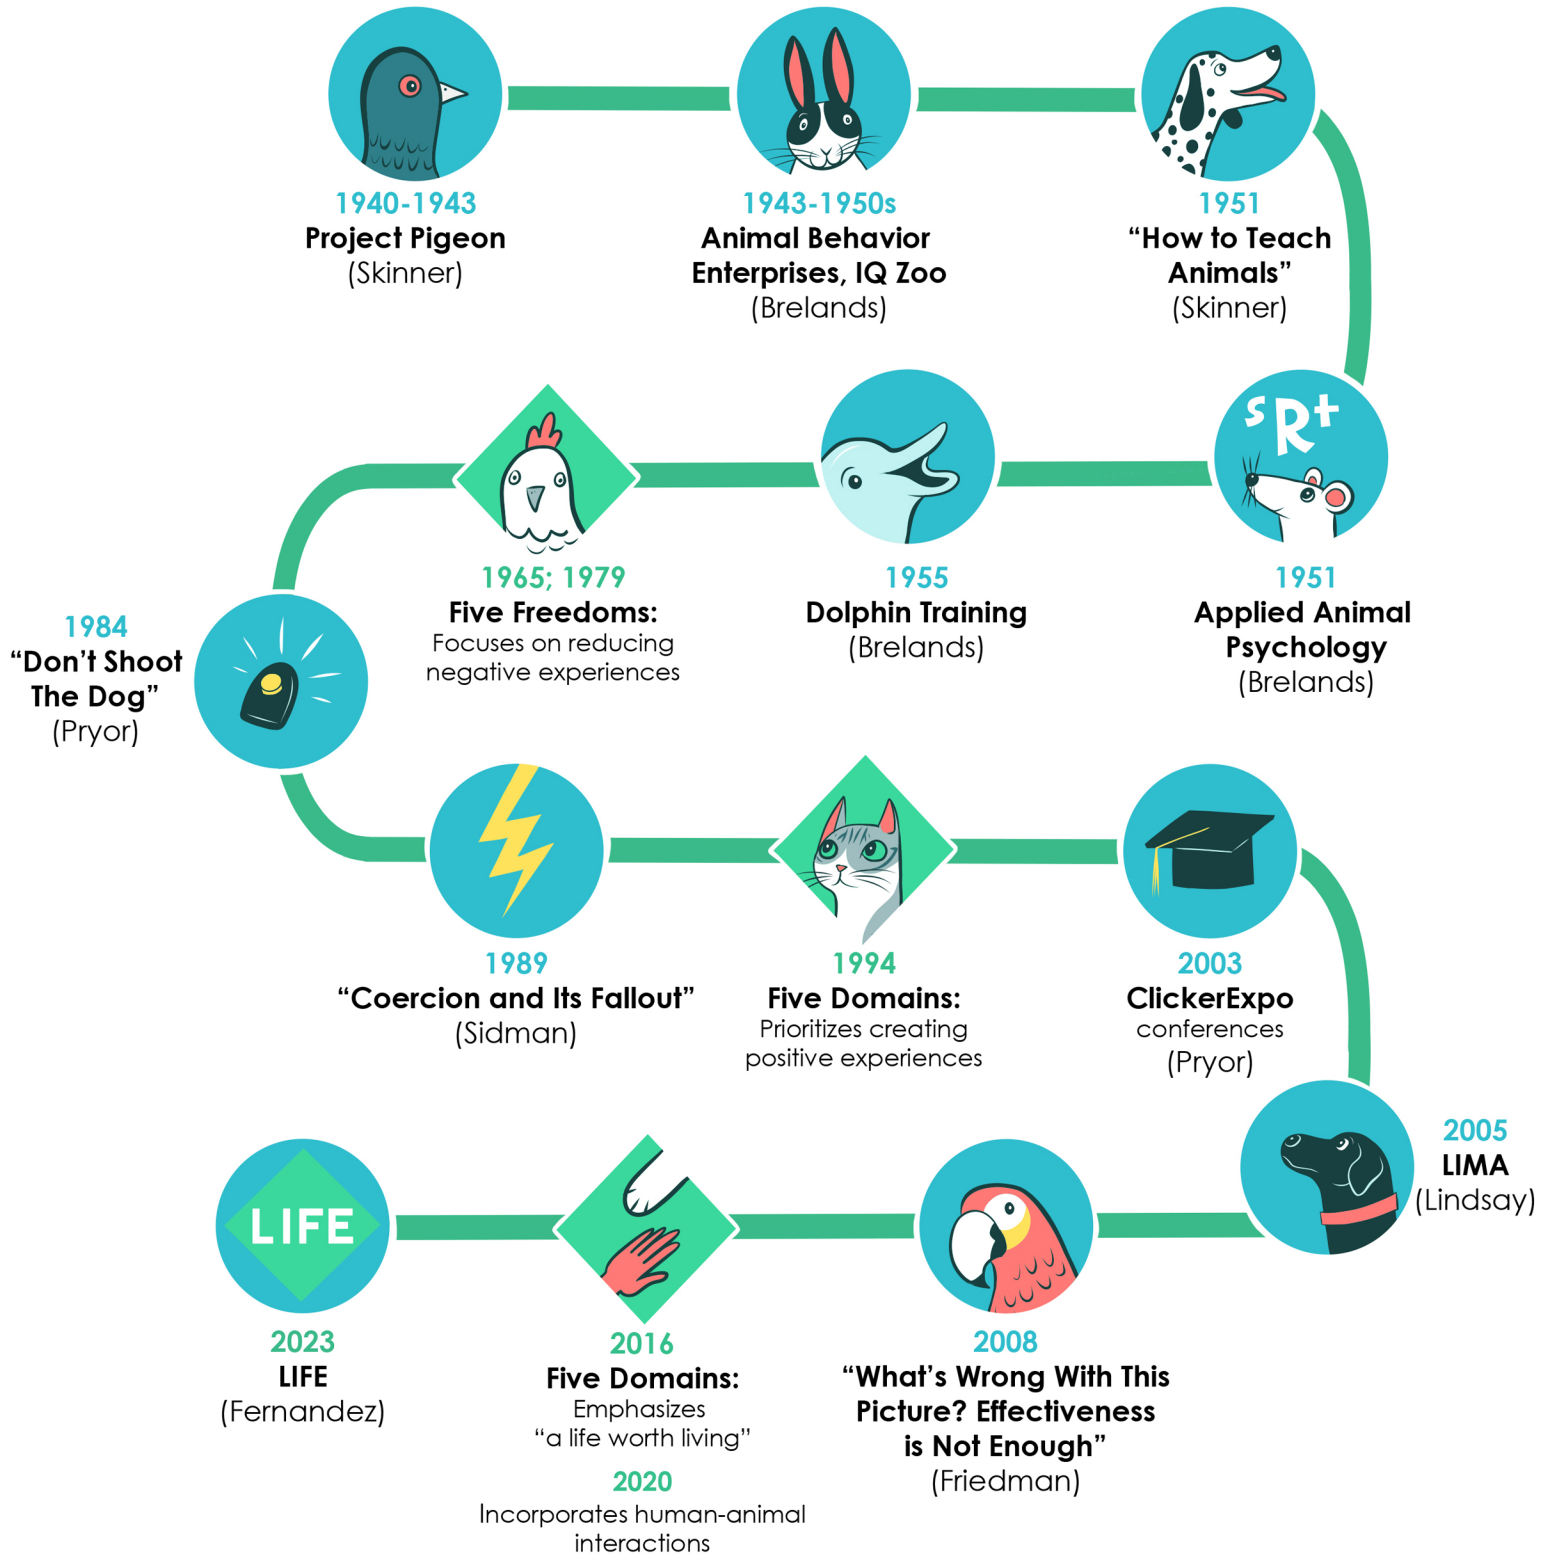 1940-1943
Project Pigeon
(Skinner)
1943-1950s
Animal Behavior
Enterprises, IQ Zoo
(Brelands)
1951
“How to Teach
Animals”
(Skinner)
sR+
1951
Applied Animal
Psychology
(Brelands)
1955
Dolphin Training
(Brelands)
1965; 1979
Five Freedoms:
Focuses on reducing
negative experiences
1984
“Don’t Shoot
The Dog”
(Pryor)
1989
“Coercion and Its Fallout”
(Sidman)
1994
Five Domains:
Prioritizes creating
positive experiences
2003
ClickerExpo
conferences
(Pryor)
2005
LIMA
(Lindsay)
2008
“What’s Wrong With This
Picture? Effectiveness
is Not Enough”
(Friedman)
2016
Five Domains:
Emphasizes
“a life worth living”
2020
Incorporates human-animal
interactions
LIFE
2023
LIFE
(Fernandez)